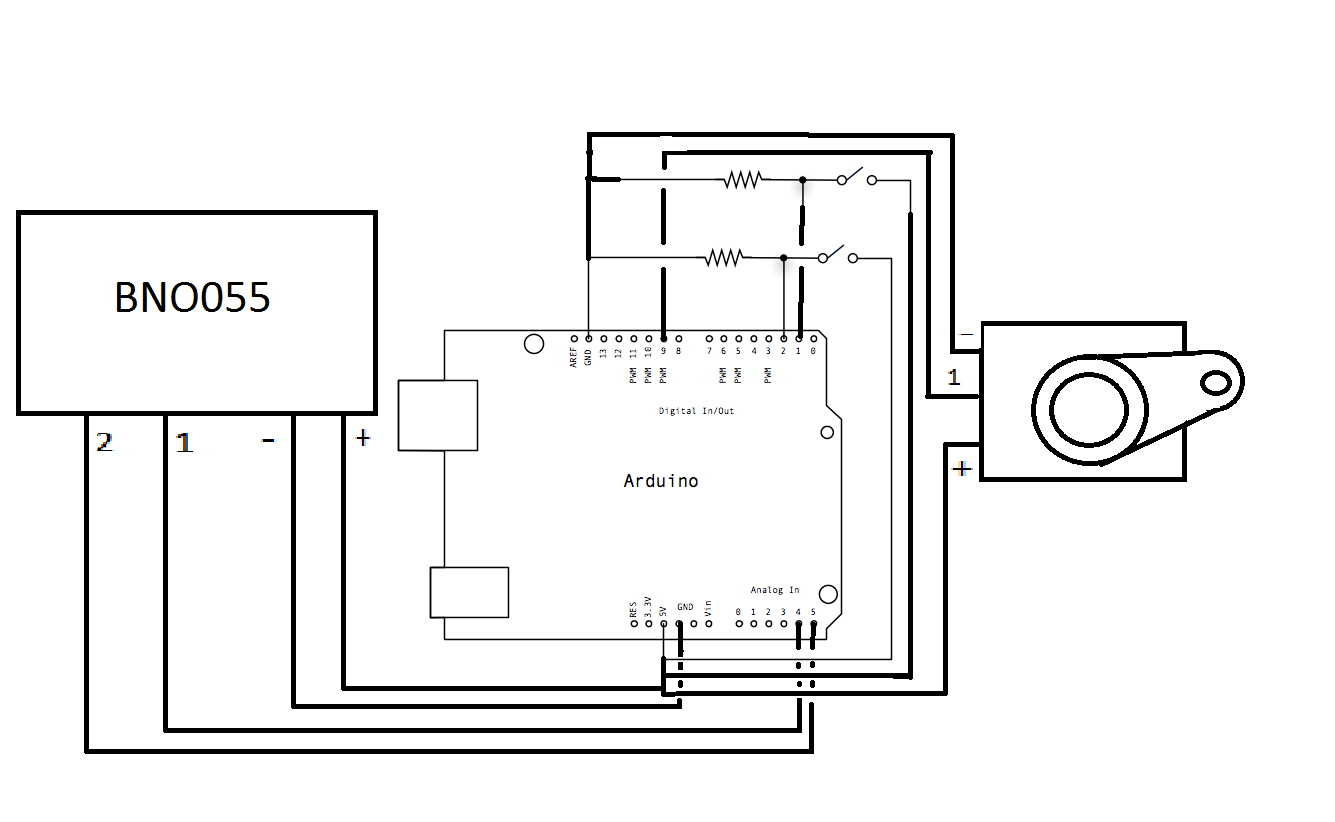 BNO055
2 1 - +
AREF GND 13 12 11 10 9 8 7 6 5 4 3 2 1 0
PWM PWM PWM PWM PWM PWM
Digital In/Out
Arduino
Analog In
RES 3.3V 5V GND Vin 0 1 2 3 4 5
-
1
+